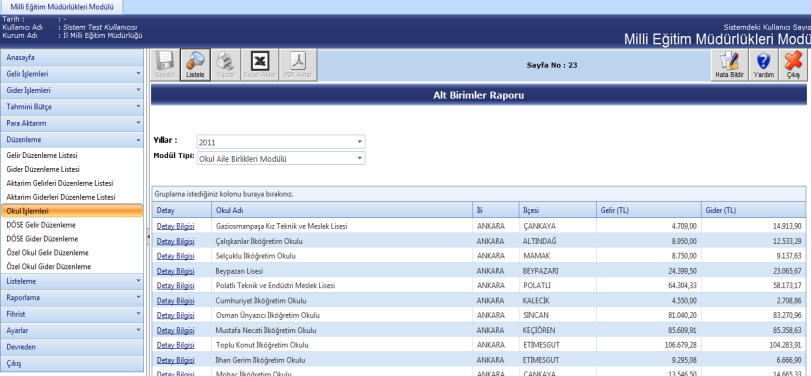 Milli Eğitim Müdürlükleri Modülü
Tarih : : -
Kullanıcı Adı : Sistem Test Kullanıcısı
Kurum Adı : İl Milli Eğitim Müdürlüğü
Sistemdeki Kullanıcı Sayıs
Milli Eğitim Müdürlükleri Modü
Anasayfa
Gelir İşlemleri
Gider İşlemleri
Tahmini Bütçe
Para Aktarım
Düzenleme
Gelir Düzenleme Listesi
Gider Düzenleme Listesi
Aktarim Gelirleri Düzenleme Listesi
Aktarim Giderleri Düzenleme Listesi
Okul İşlemleri
DÖSE Gelir Düzenleme
DÖSE Gider Düzenleme
Özel Okul Gelir Düzenleme
Özel Okul Gider Düzenleme
Listeleme
Raporlama
Fihrist
Ayarlar
Devreden
Çıkış
Kaydet Listele Yazdır Excel Aktar PDF Aktar
Sayfa No : 23
Hata Bildir Yardım Çıkış
Alt Birimler Raporu
Yıllar : 2011
Modül Tipi: Okul Aile Birlikleri Modülü
Gruplama istediğiniz kolonu buraya bırakınız.
Detay Okul Adı İli İlçesi Gelir (TL) Gider (TL)
Detay Bilgisi Gaziosmanpaşa Kız Teknik ve Meslek Lisesi ANKARA ÇANKAYA 4.709,00 14.913,90
Detay Bilgisi Çalışkanlar İlköğretim Okulu ANKARA ALTINDAĞ 8.950,00 12.533,29
Detay Bilgisi Selçuklu İlköğretim Okulu ANKARA MAMAK 8.750,00 9.137,63
Detay Bilgisi Beypazarı Lisesi ANKARA BEYPAZARI 24.399,50 23.065,67
Detay Bilgisi Polatlı Teknik ve Endüstri Meslek Lisesi ANKARA POLATLI 64.304,33 58.173,17
Detay Bilgisi Cumhuriyet İlköğretim Okulu ANKARA KALECİK 4.550,00 2.708,86
Detay Bilgisi Osman Ünyazıcı İlköğretim Okulu ANKARA SİNCAN 81.040,20 83.270,96
Detay Bilgisi Mustafa Necati İlköğretim Okulu ANKARA KEÇİÖREN 85.609,91 85.358,63
Detay Bilgisi Toplu Konut İlköğretim Okulu ANKARA ETİMESGUT 106.679,28 104.283,91
Detay Bilgisi İlhan Gerim İlköğretim Okulu ANKARA ETİMESGUT 9.295,08 6.666,90
Detay Bilgisi Mohaç İlköğretim Okulu ANKARA ÇANKAYA 13.546,50 14.665,33